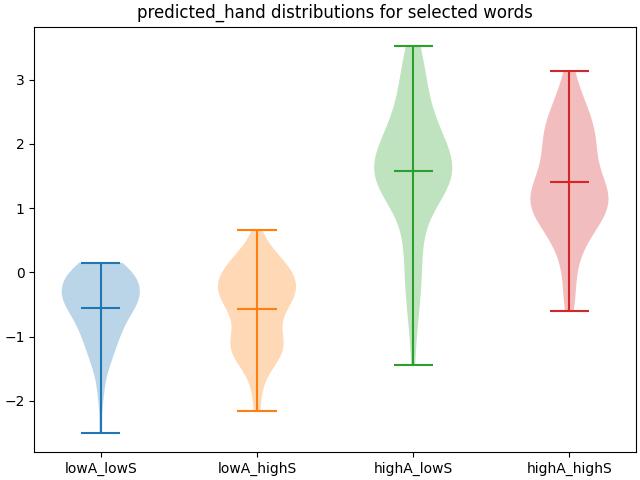 predicted_hand distributions for selected words
3
2
1
0
−1
−2
lowA_lowS
lowA_highS
highA_lowS
highA_highS